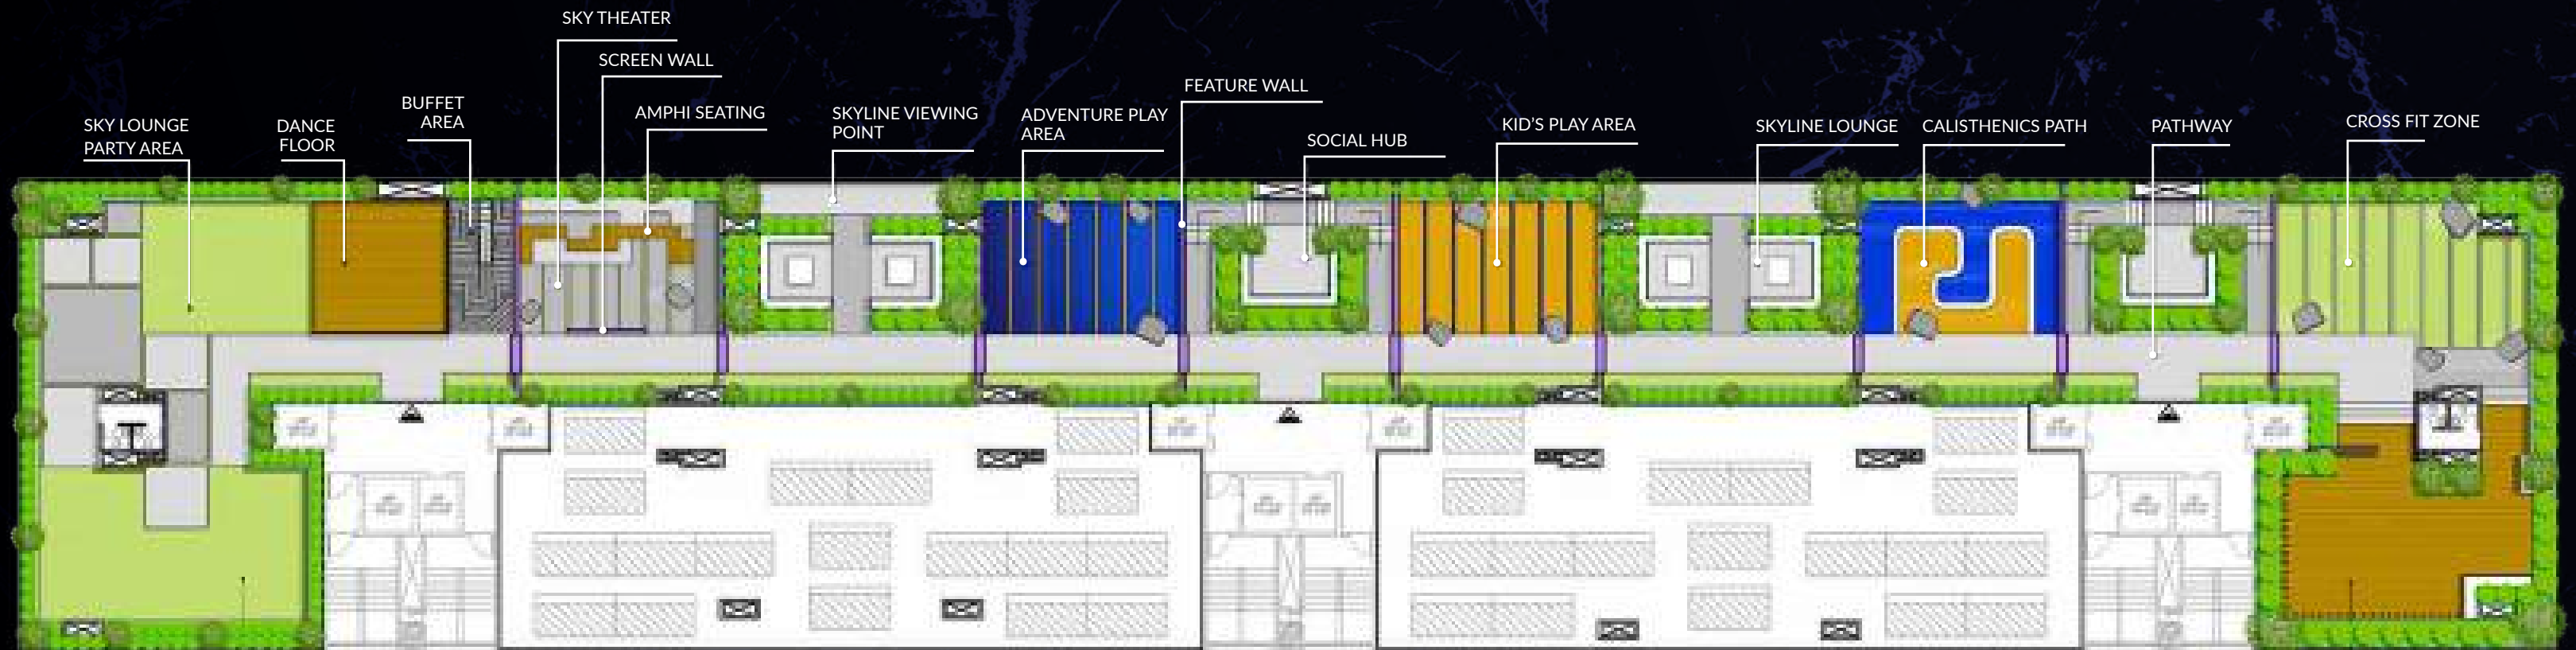 SKY THEATER
SCREEN WALL
FEATURE WALL
BUFFET
AREA
AMPHI SEATING
SKYLINE VIEWING
POINT
ADVENTURE PLAY
AREA
SKY LOUNGE
PARTY AREA
DANCE
FLOOR
SOCIAL HUB
KID'S PLAY AREA
SKYLINE LOUNGE
CALISTHENICS PATH
PATHWAY
CROSS FIT ZONE